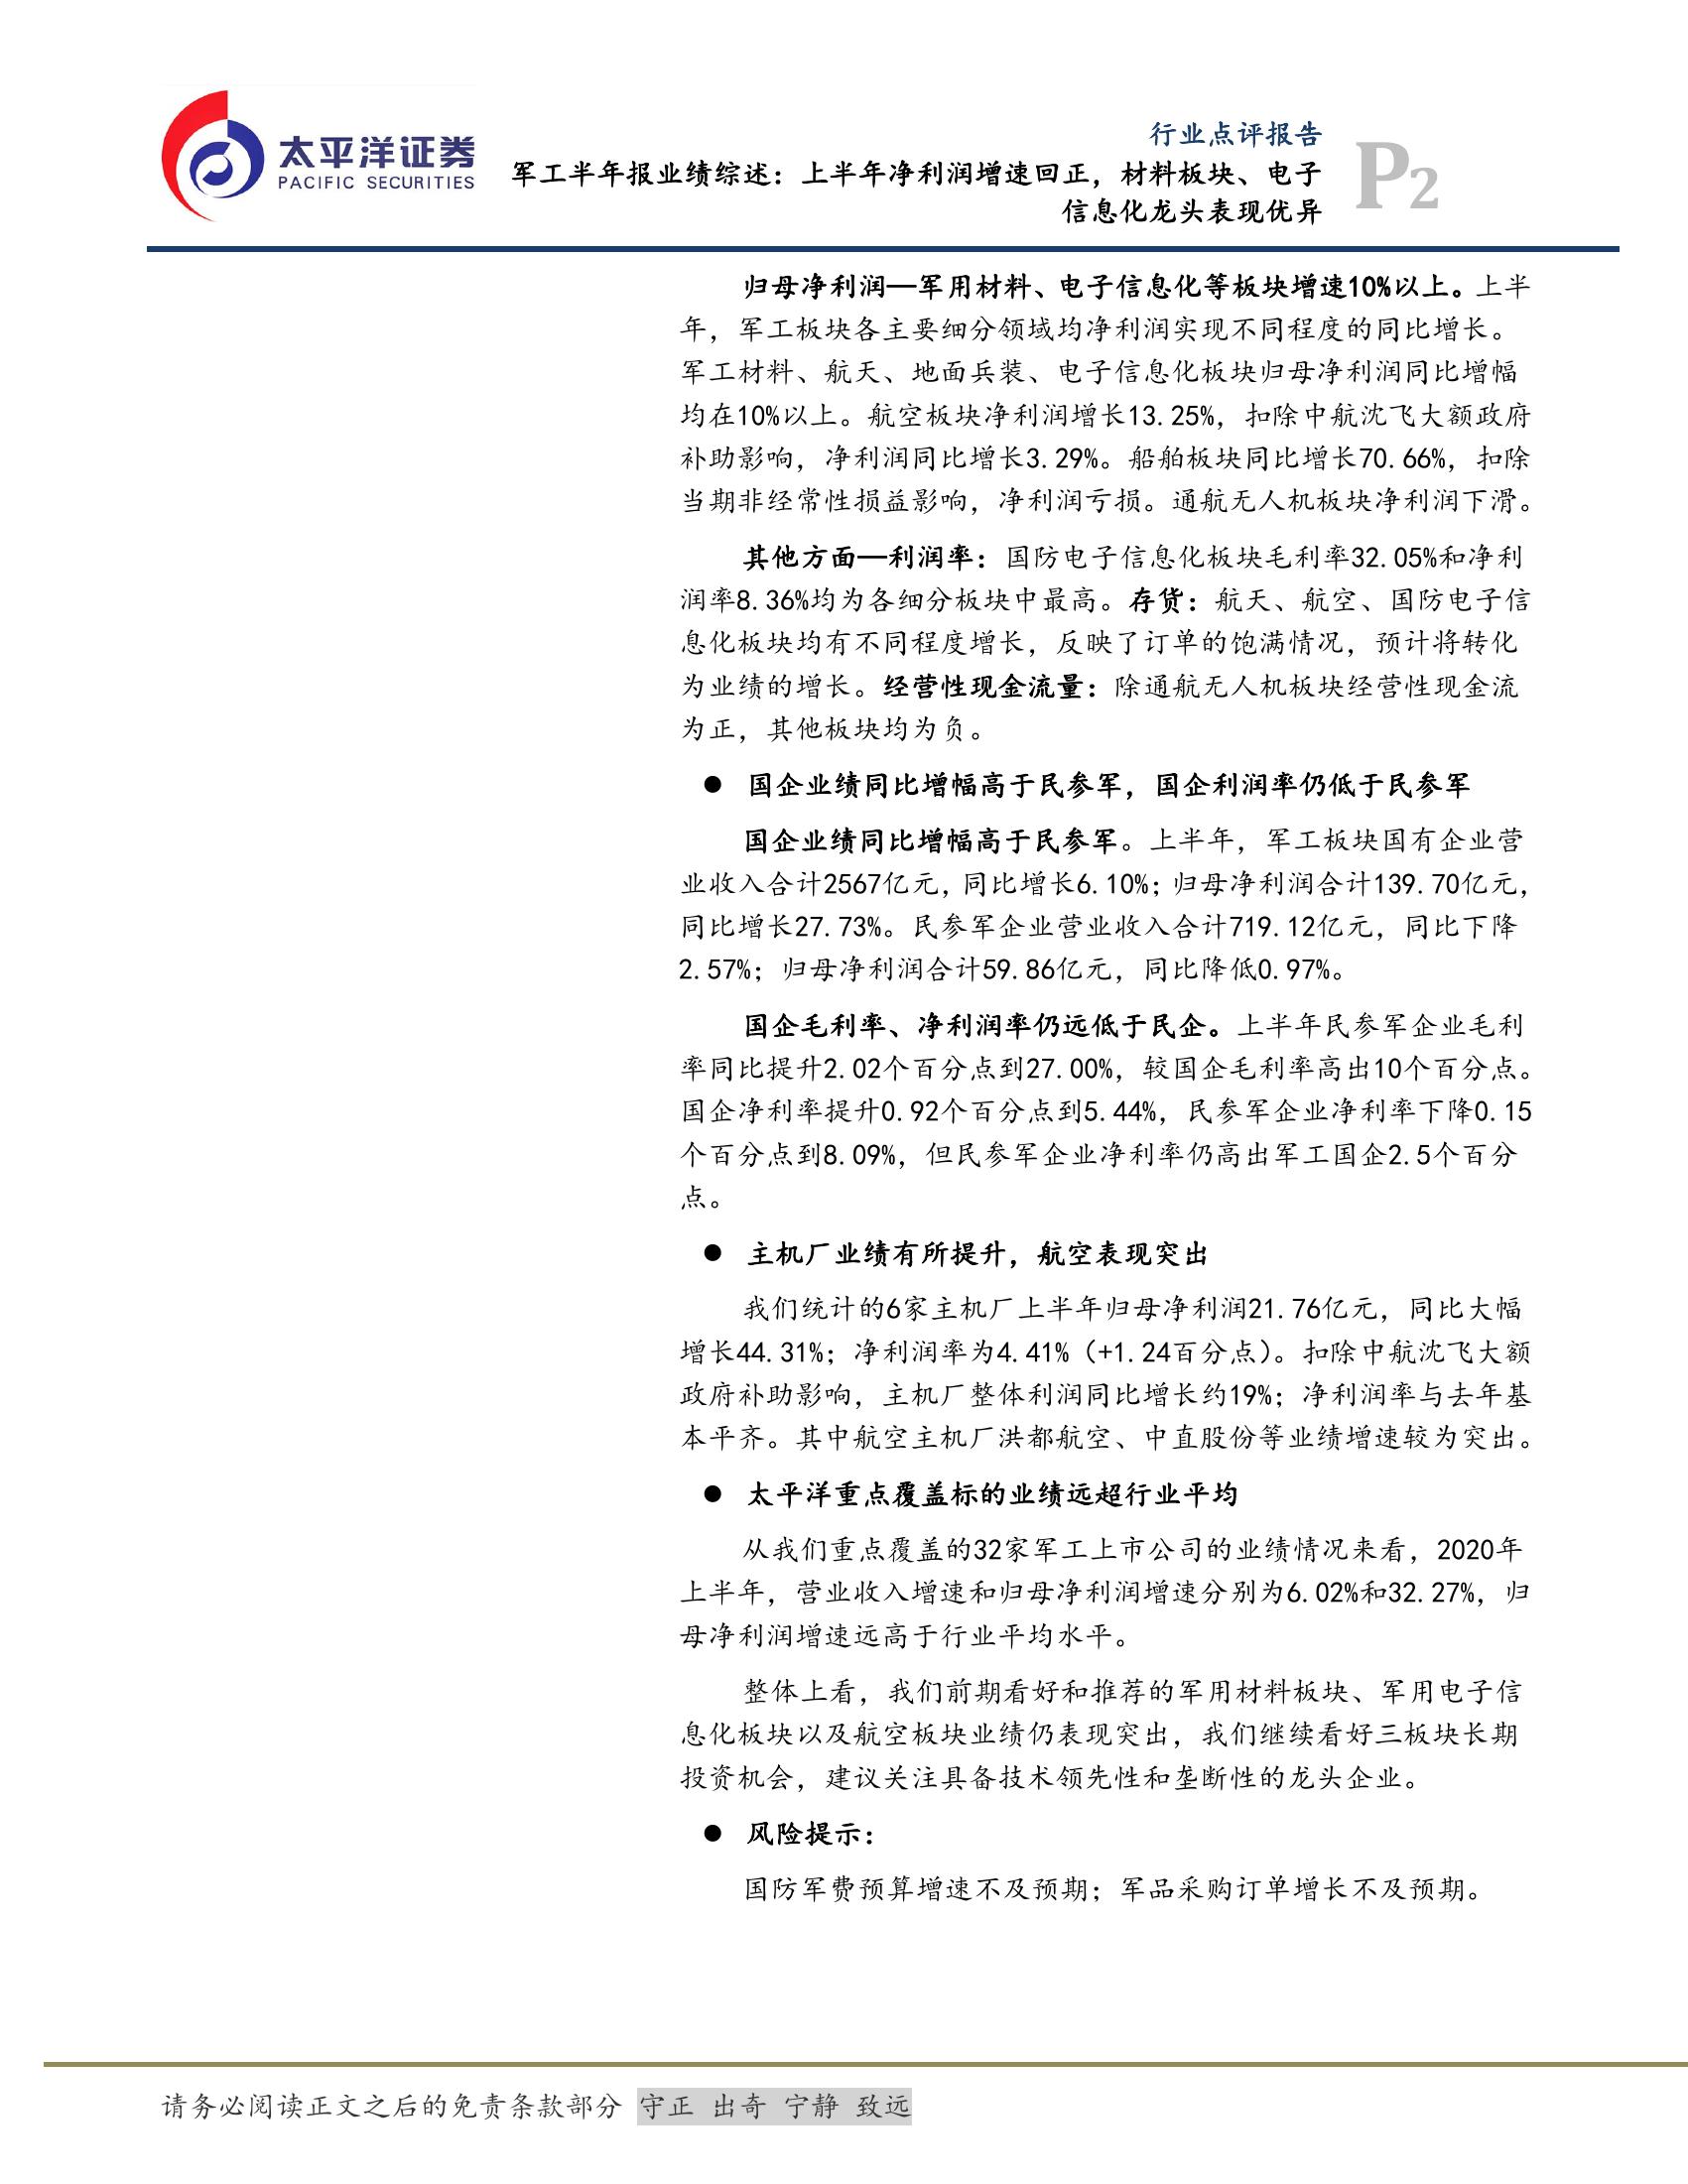 太平洋证券
PACIFIC SECURITIES
行业点评报告
军工半年报业绩综述：上半年净利润增速回正，材料板块、电子
信息化龙头表现优异
P2
归母净利润—军用材料、电子信息化等板块增速10%以上。上半
年，军工板块各主要细分领域均净利润实现不同程度的同比增长。
军工材料、航天、地面兵装、电子信息化板块归母净利润同比增幅
均在10%以上。航空板块净利润增长13.25%，扣除中航沈飞大额政府
补助影响，净利润同比增长3.29%。船舶板块同比增长70.66%，扣除
当期非经常性损益影响，净利润亏损。通航无人机板块净利润下滑。
其他方面—利润率：国防电子信息化板块毛利率32.05%和净利
润率8.36%均为各细分板块中最高。存货：航天、航空、国防电子信
息化板块均有不同程度增长，反映了订单的饱满情况，预计将转化
为业绩的增长。经营性现金流量：除通航无人机板块经营性现金流
为正，其他板块均为负。
● 国企业绩同比增幅高于民参军，国企利润率仍低于民参军
国企业绩同比增幅高于民参军。上半年，军工板块国有企业营
业收入合计2567亿元，同比增长6.10%；归母净利润合计139.70亿元，
同比增长27.73%。民参军企业营业收入合计719.12亿元，同比下降
2.57%；归母净利润合计59.86亿元，同比降低0.97%。
国企毛利率、净利润率仍远低于民企。上半年民参军企业毛利
率同比提升2.02个百分点到27.00%，较国企毛利率高出10个百分点。
国企净利率提升0.92个百分点到5.44%，民参军企业净利率下降0.15
个百分点到8.09%，但民参军企业净利率仍高出军工国企2.5个百分
点。
● 主机厂业绩有所提升，航空表现突出
我们统计的6家主机厂上半年归母净利润21.76亿元，同比大幅
增长44.31%；净利润率为4.41%（+1.24百分点）。扣除中航沈飞大额
政府补助影响，主机厂整体利润同比增长约19%；净利润率与去年基
本平齐。其中航空主机厂洪都航空、中直股份等业绩增速较为突出。
● 太平洋重点覆盖标的业绩远超行业平均
从我们重点覆盖的32家军工上市公司的业绩情况来看，2020年
上半年，营业收入增速和归母净利润增速分别为6.02%和32.27%，归
母净利润增速远高于行业平均水平。
整体上看，我们前期看好和推荐的军用材料板块、军用电子信
息化板块以及航空板块业绩仍表现突出，我们继续看好三板块长期
投资机会，建议关注具备技术领先性和垄断性的龙头企业。
● 风险提示：
国防军费预算增速不及预期；军品采购订单增长不及预期。
请务必阅读正文之后的免责条款部分 守正 出奇 宁静 致远